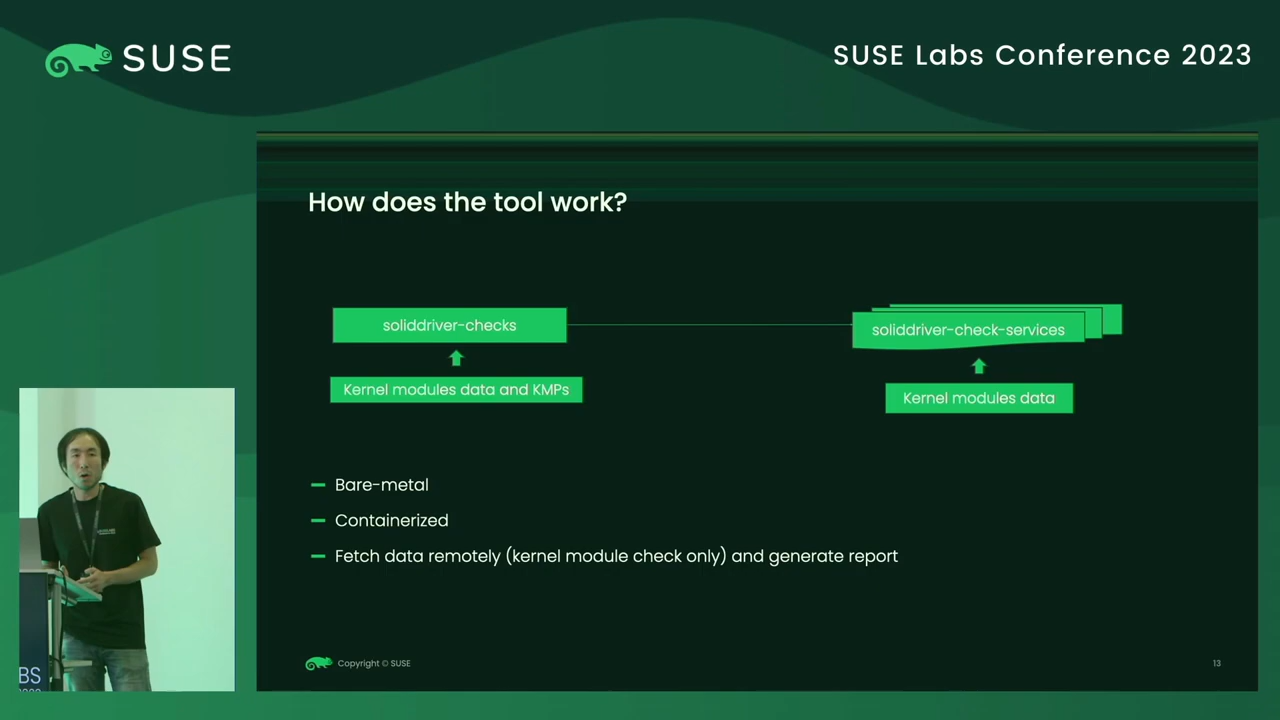 SUSE
SUSE Labs Conference 2023
How does the tool work?
soliddriver-checks
soliddriver-check-services
Kernel modules data and KMPs
Kernel modules data
Bare-metal
Containerized
Fetch data remotely (kernel module check only) and generate report
Copyright © SUSE
13
BS